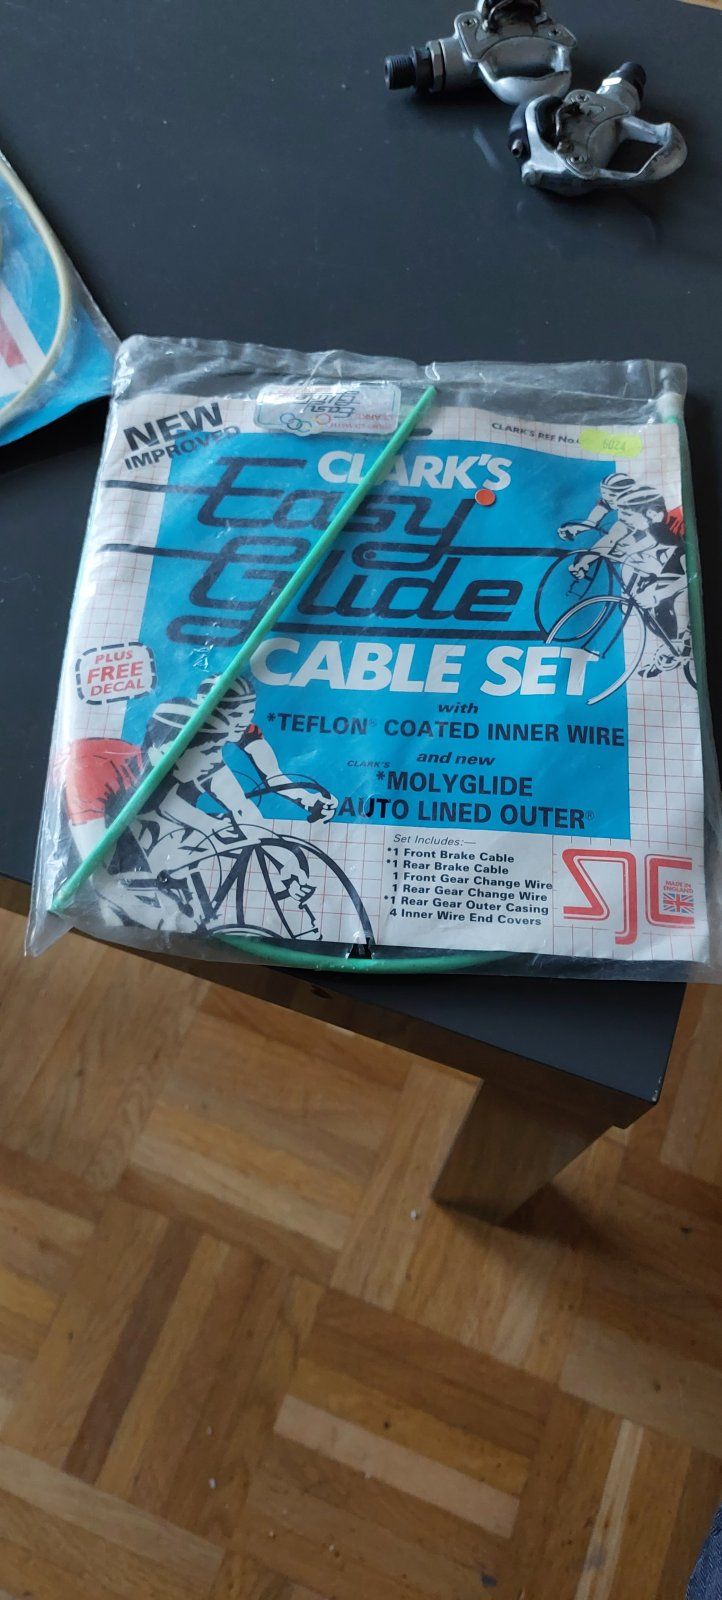 NEW
IMPROVED
CLARK'S REF No.
6024
CLARK'S
Easy
Glide
CABLE SET
PLUS
FREE
DECAL
with
*TEFLON® COATED INNER WIRE
and new
CLARK'S
*MOLYGLIDE
AUTO LINED OUTER®
Set Includes:—
*1 Front Brake Cable
*1 Rear Brake Cable
1 Front Gear Change Wire
1 Rear Gear Change Wire
*1 Rear Gear Outer Casing
4 Inner Wire End Covers
SJC
MADE IN
ENGLAND